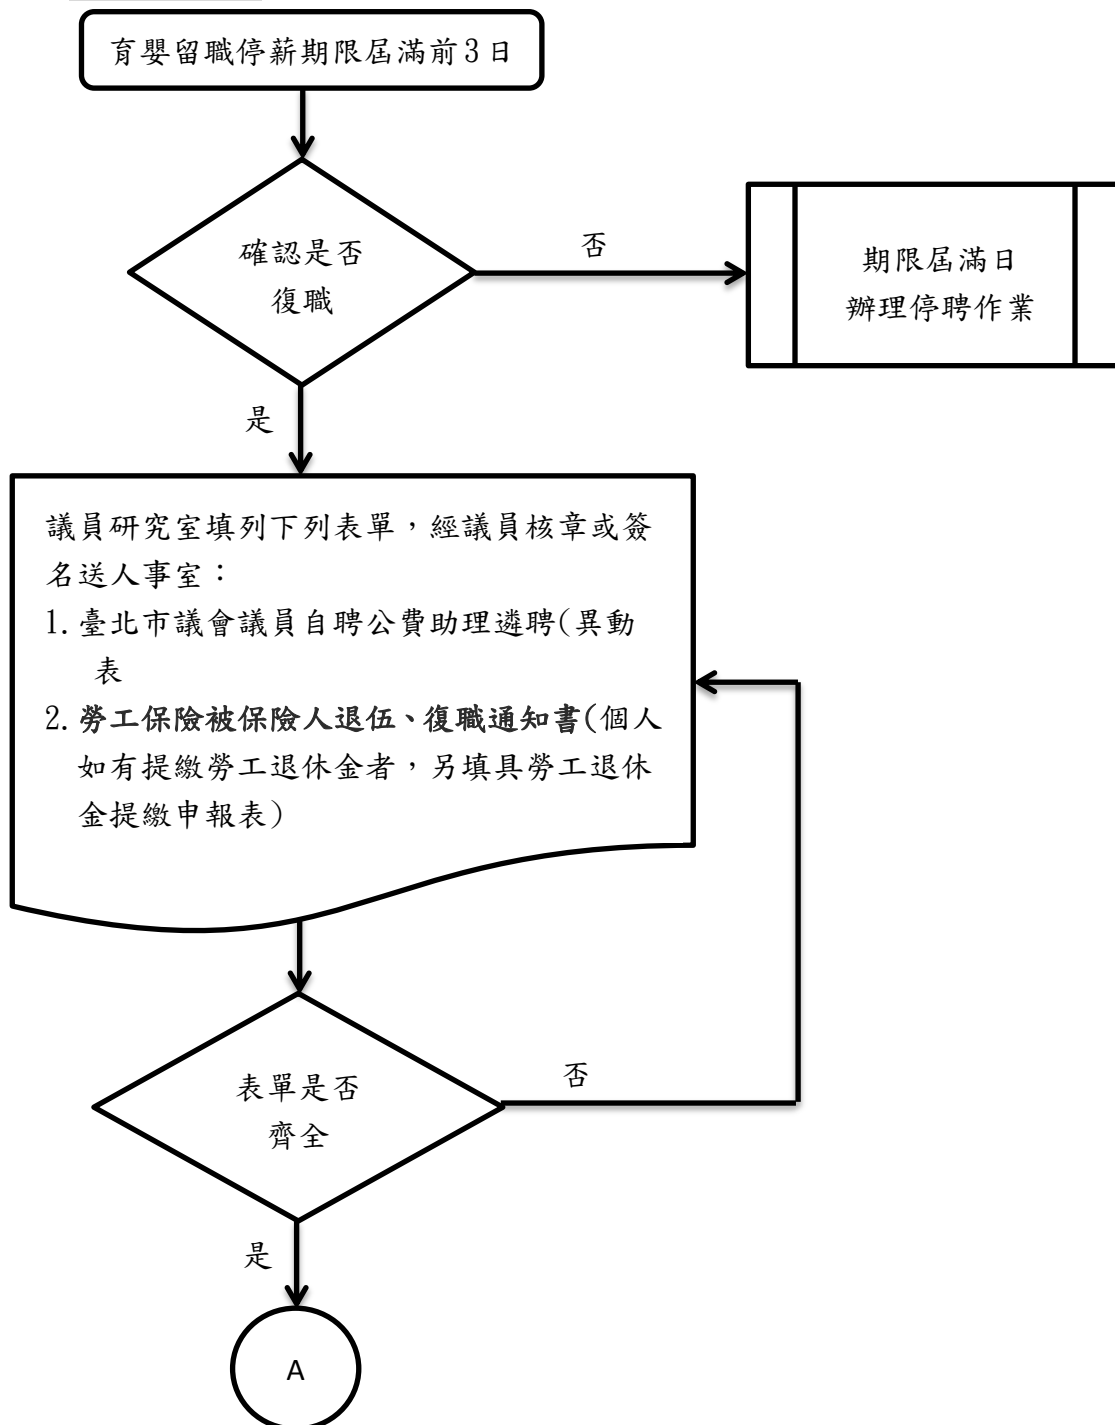 育嬰留職停薪期限屆滿前3日
確認是否
復職
否
期限屆滿日
辦理停聘作業
是
議員研究室填列下列表單，經議員核章或簽
名送人事室：
1.臺北市議會議員自聘公費助理遴聘(異動
表
2.勞工保險被保險人退伍、復職通知書(個人
如有提繳勞工退休金者，另填具勞工退休
金提繳申報表)
表單是否
齊全
否
是
A